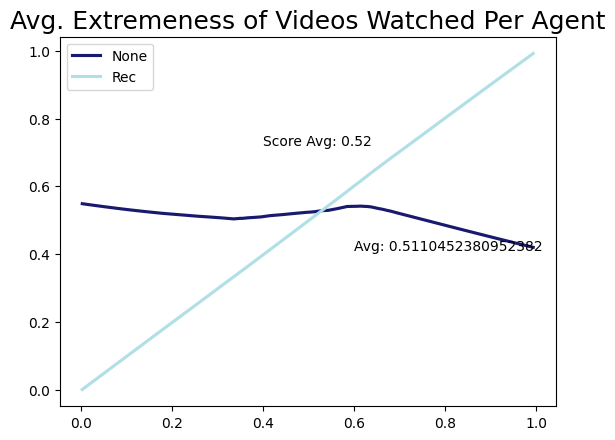 Avg. Extremeness of Videos Watched Per Agent
None
Rec
Score Avg: 0.52
Avg: 0.5110452380952382
1.0
0.8
0.6
0.4
0.2
0.0
0.0 0.2 0.4 0.6 0.8 1.0